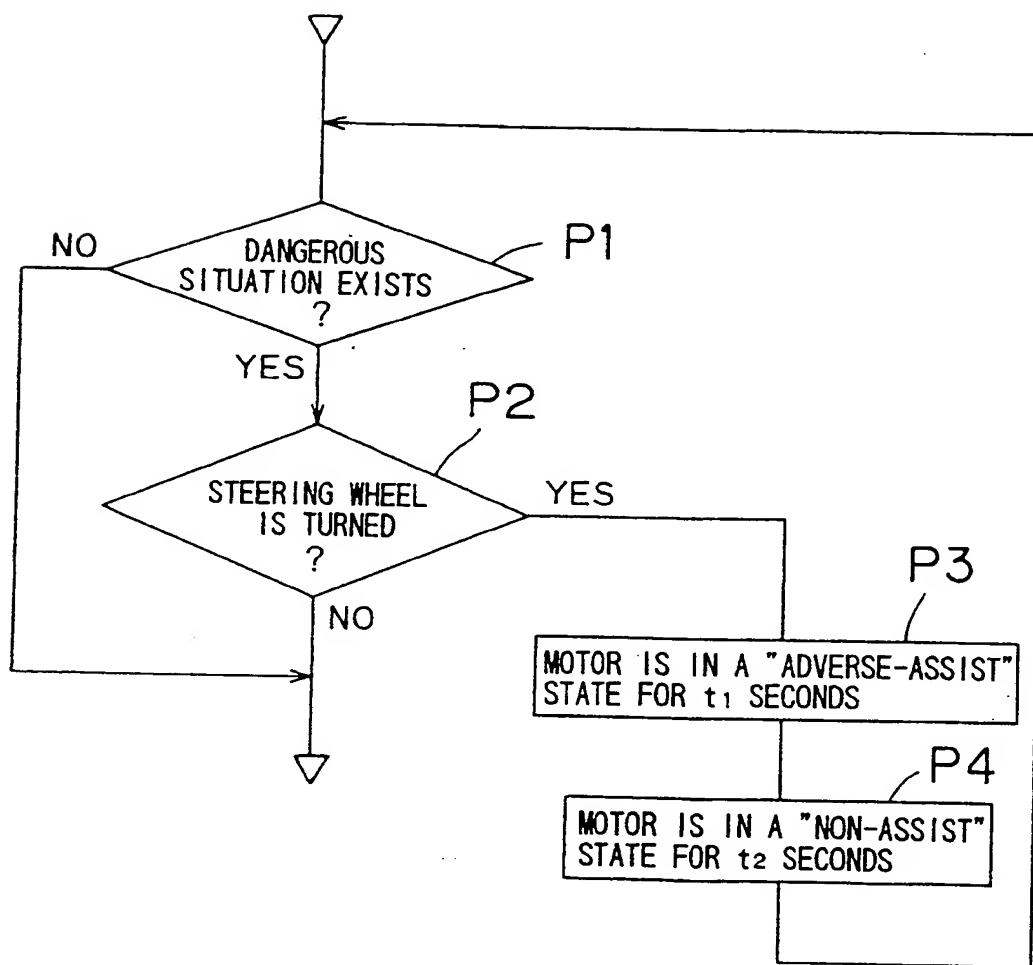 NO
DANGEROUS
SITUATION EXISTS
?
P1
YES
P2
STEERING WHEEL
IS TURNED
?
YES
NO
P3
MOTOR IS IN A "ADVERSE-ASSIST"
STATE FOR t1 SECONDS
P4
MOTOR IS IN A "NON-ASSIST"
STATE FOR t2 SECONDS